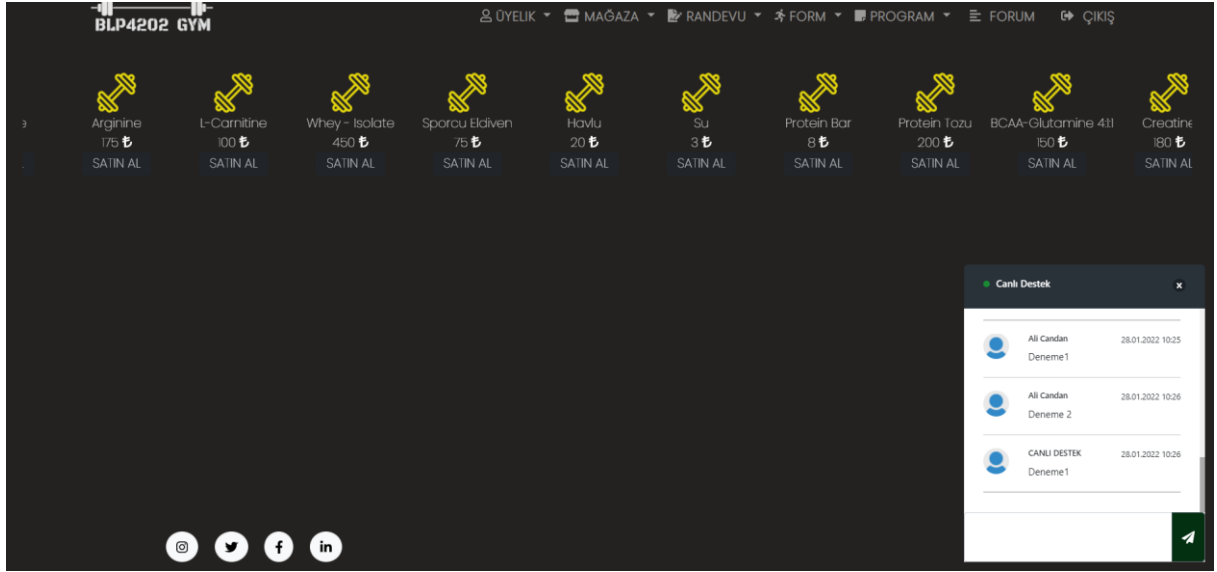 BLP4202 GYM
ÜYELIK MAĞAZA RANDEVU FORM PROGRAM FORUM ÇIKIŞ
Arginine L-Carnitine Whey - Isolate Sporcu Eldiven Havlu Su Protein Bar Protein Tozu BCAA-Glutamine 4:1:1 Creatine
175 ₺ 100 ₺ 450 ₺ 75 ₺ 20 ₺ 3 ₺ 8 ₺ 200 ₺ 150 ₺ 180 ₺
SATIN AL SATIN AL SATIN AL SATIN AL SATIN AL SATIN AL SATIN AL SATIN AL SATIN AL SATIN AL
Canlı Destek
Ali Candan 28.01.2022 10:25
Deneme1
Ali Candan 28.01.2022 10:26
Deneme 2
CANLI DESTEK 28.01.2022 10:26
Deneme1